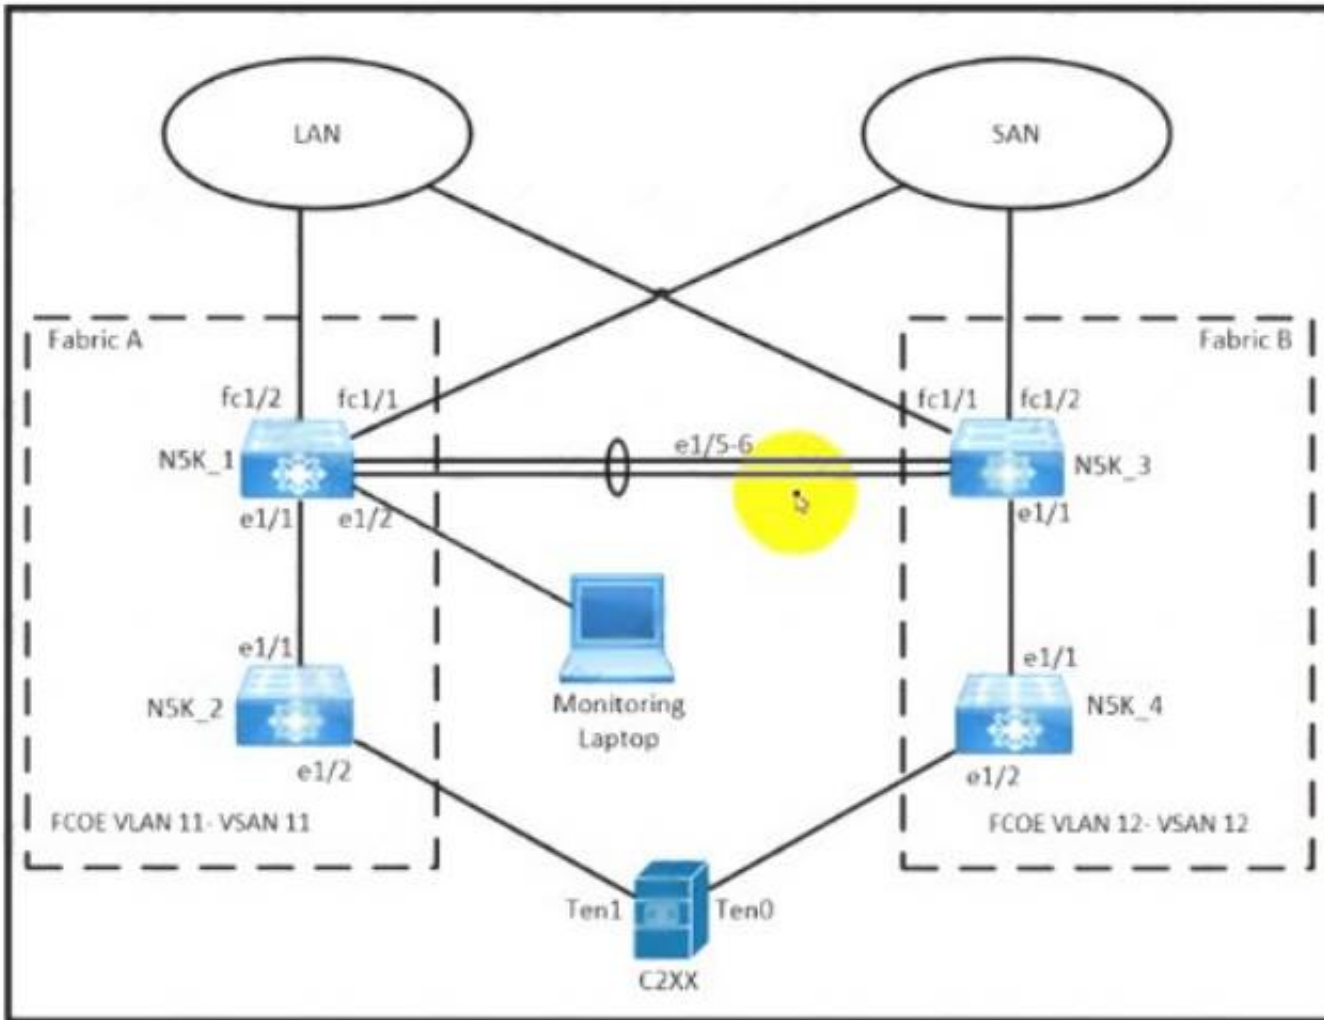 LAN
SAN
Fabric A
Fabric B
fc1/2
fc1/1
fc1/1
fc1/2
e1/5-6
N5K_1
N5K_3
e1/1
e1/2
e1/1
e1/1
e1/1
N5K_2
Monitoring
Laptop
N5K_4
e1/2
e1/2
FCOE VLAN 11- VSAN 11
FCOE VLAN 12- VSAN 12
Ten1
Ten0
C2XX